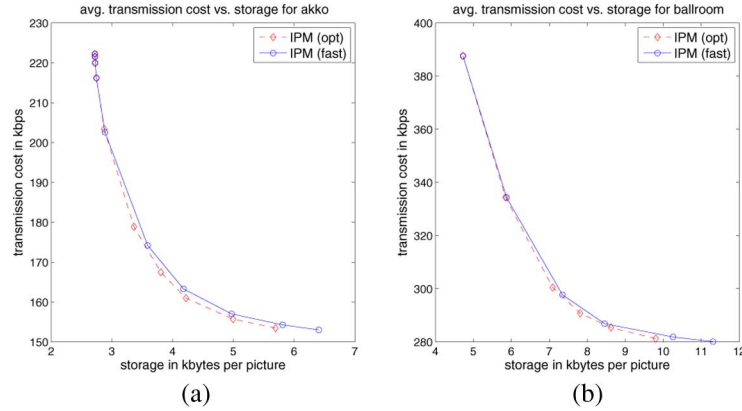 avg. transmission cost vs. storage for akko
230
220
210
200
190
180
170
160
150
transmission cost in kbps
IPM (opt)
IPM (fast)
2 3 4 5 6 7
storage in kbytes per picture
(a)
avg. transmission cost vs. storage for ballroom
400
380
360
340
320
300
280
transmission cost in kbps
IPM (opt)
IPM (fast)
4 5 6 7 8 9 10 11 12
storage in kbytes per picture
(b)